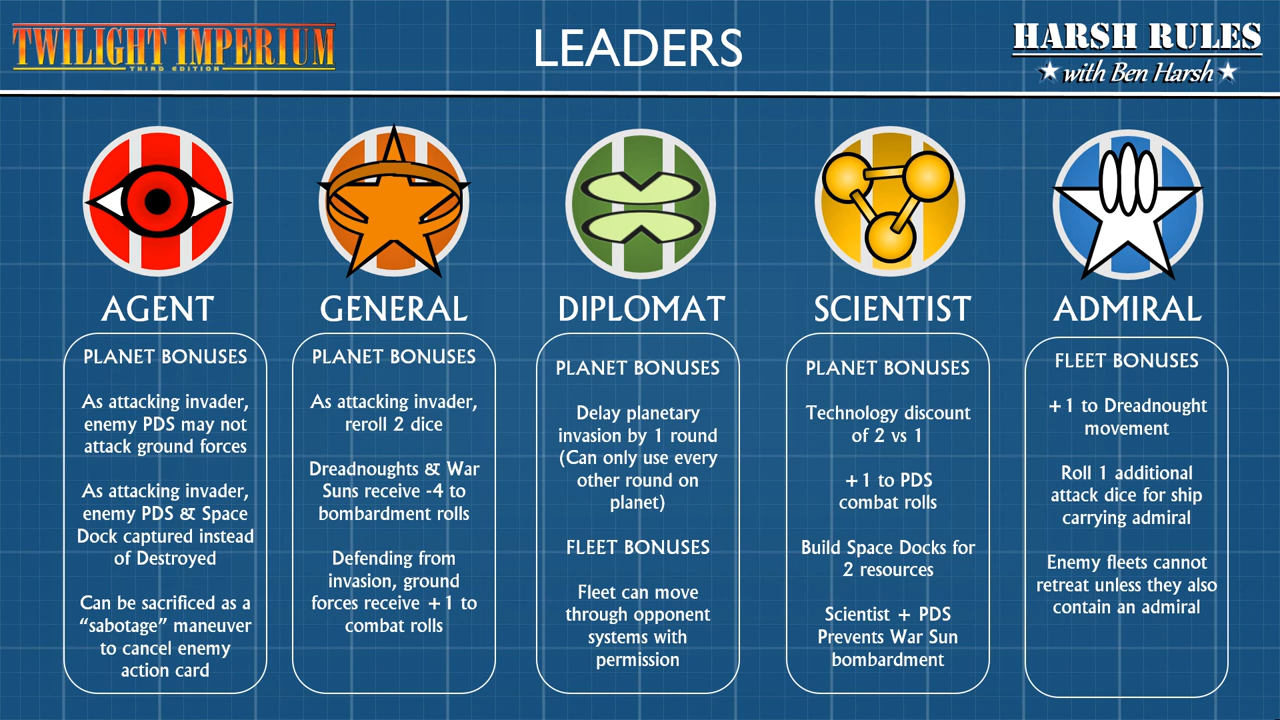 TWILIGHT IMPERIUM
THIRD EDITION
LEADERS
HARSH RULES
with Ben Harsh
AGENT
PLANET BONUSES
As attacking invader,
enemy PDS may not
attack ground forces
As attacking invader,
enemy PDS & Space
Dock captured instead
of Destroyed
Can be sacrificed as a
“sabotage” maneuver
to cancel enemy
action card
GENERAL
PLANET BONUSES
As attacking invader,
reroll 2 dice
Dreadnoughts & War
Suns receive -4 to
bombardment rolls
Defending from
invasion, ground
forces receive +1 to
combat rolls
DIPLOMAT
PLANET BONUSES
Delay planetary
invasion by 1 round
(Can only use every
other round on
planet)
FLEET BONUSES
Fleet can move
through opponent
systems with
permission
SCIENTIST
PLANET BONUSES
Technology discount
of 2 vs 1
+1 to PDS
combat rolls
Build Space Docks for
2 resources
Scientist + PDS
Prevents War Sun
bombardment
ADMIRAL
FLEET BONUSES
+1 to Dreadnought
movement
Roll 1 additional
attack dice for ship
carrying admiral
Enemy fleets cannot
retreat unless they also
contain an admiral